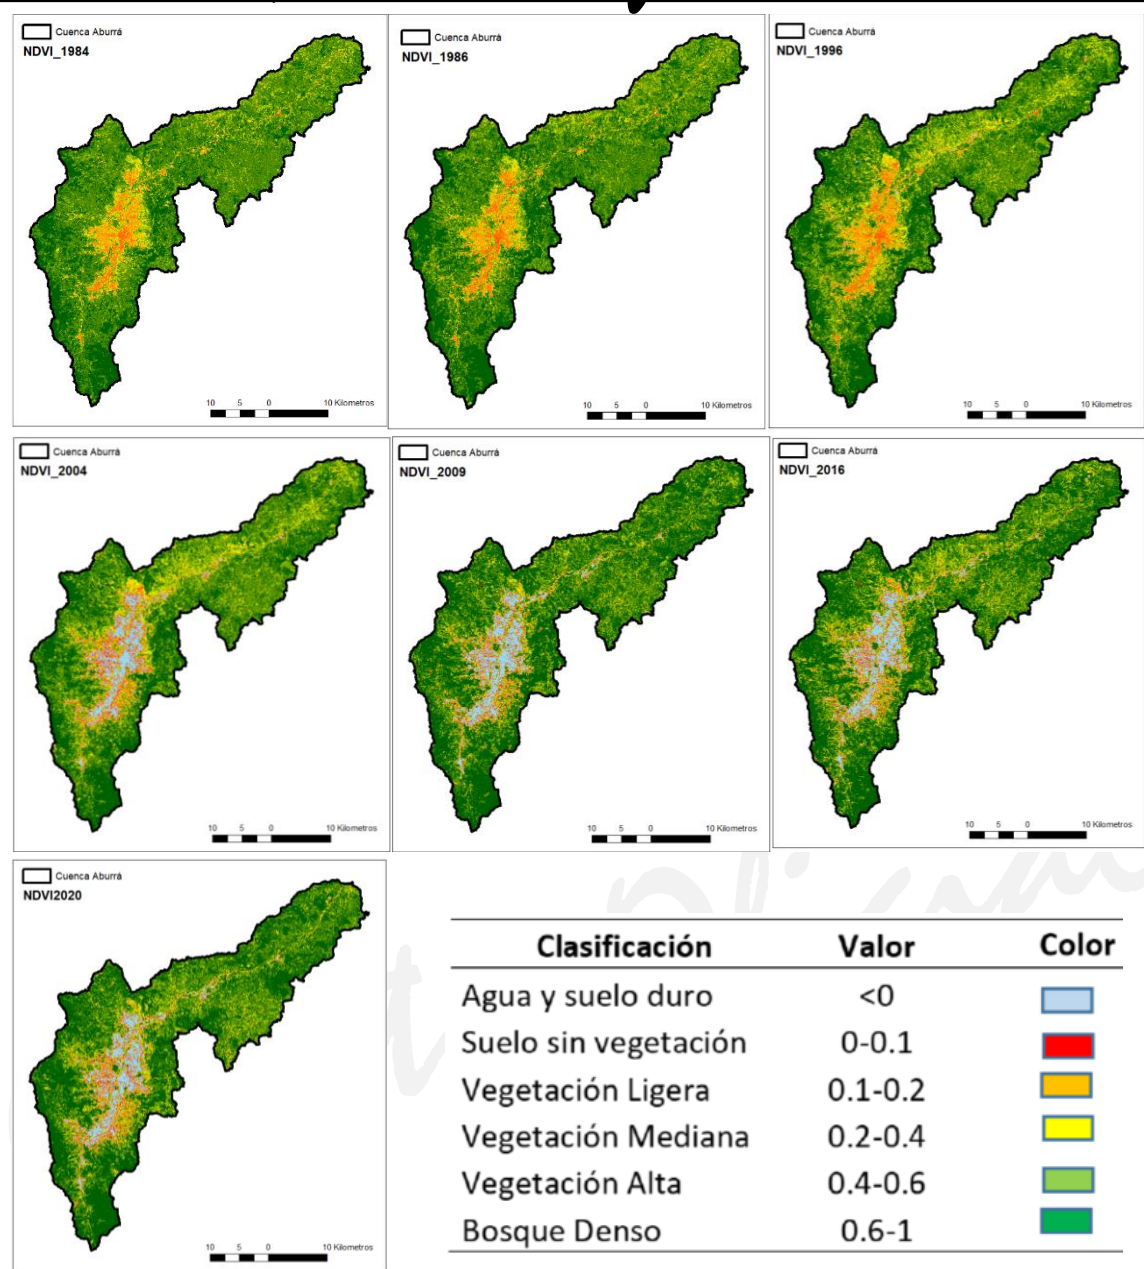 Cuenca Aburrá
NDVI_1984
10 5 0 10 Kilometros
Cuenca Aburrá
NDVI_1986
10 5 0 10 Kilometros
Cuenca Aburrá
NDVI_1996
10 5 0 10 Kilometros
Cuenca Aburrá
NDVI_2004
10 5 0 10 Kilometros
Cuenca Aburrá
NDVI_2009
10 5 0 10 Kilometros
Cuenca Aburrá
NDVI_2016
10 5 0 10 Kilometros
Cuenca Aburrá
NDVI2020
10 5 0 10 Kilometros
Clasificación Valor Color
Agua y suelo duro <0
Suelo sin vegetación 0-0.1
Vegetación Ligera 0.1-0.2
Vegetación Mediana 0.2-0.4
Vegetación Alta 0.4-0.6
Bosque Denso 0.6-1